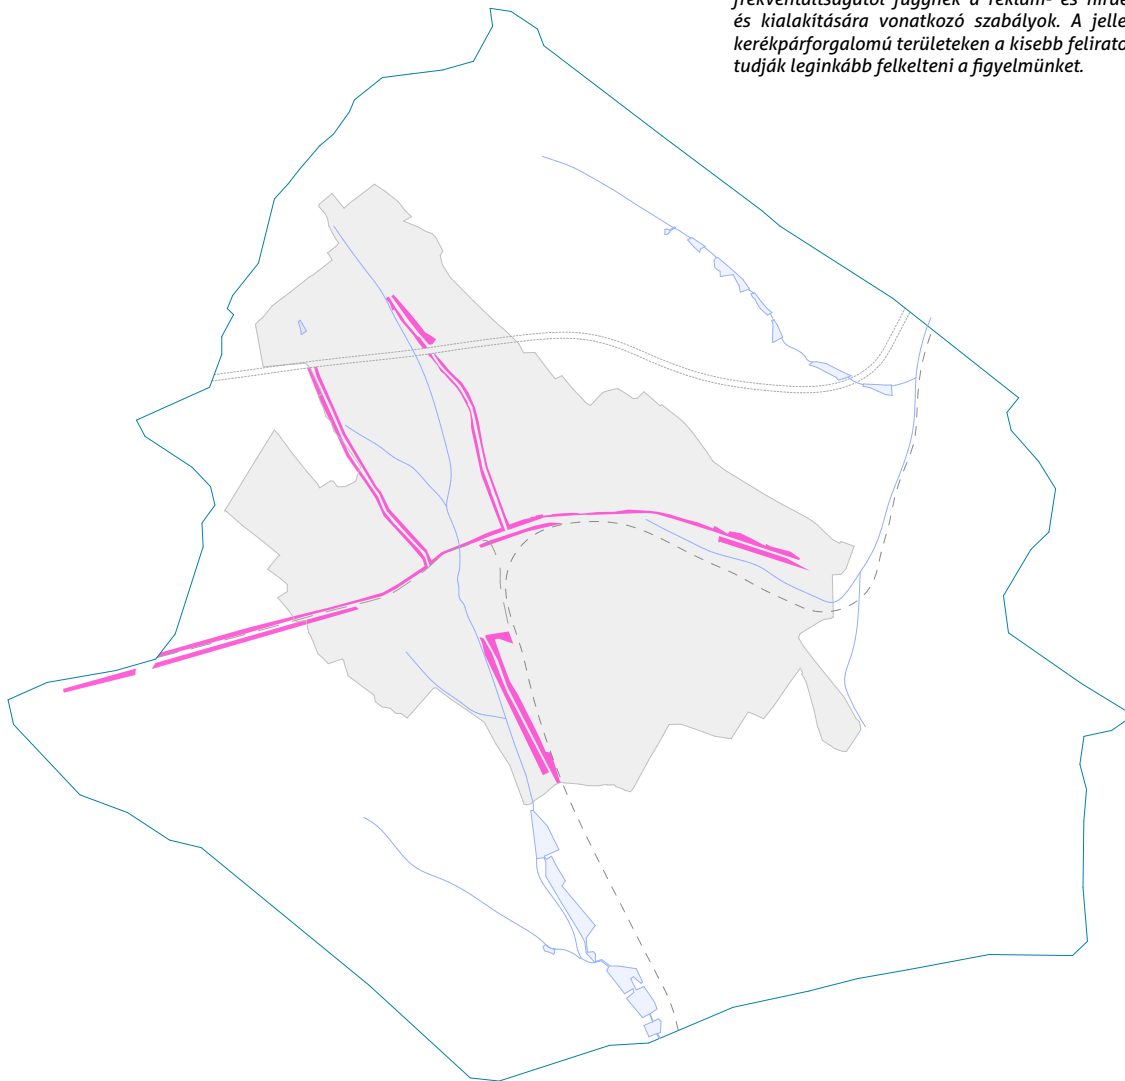 és kialakítására vonatkozó szabályok. A jelle
kerékpárforgalomú területeken a kisebb felirato
tudják leginkább felkelteni a figyelmünket.